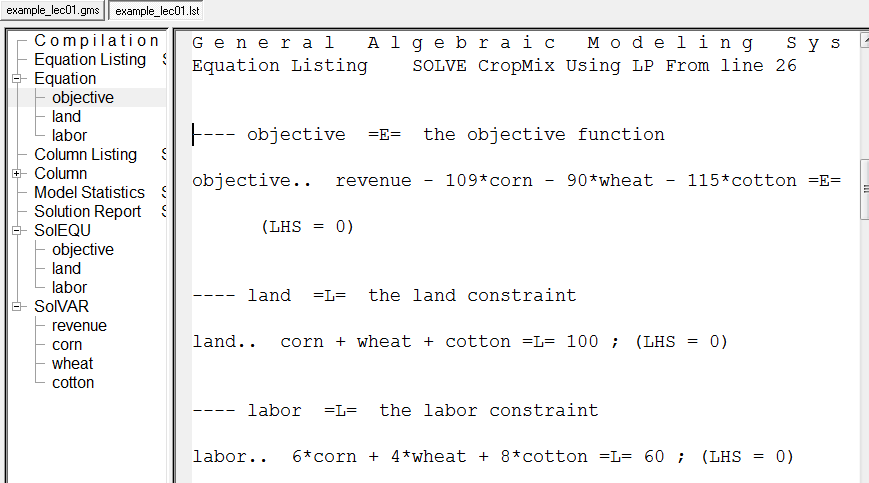 example_lec01.gms example_lec01.lst
Compilation
Equation Listing
Equation
objective
land
labor
Column Listing
Column
Model Statistics
Solution Report
SolEQU
objective
land
labor
SolVAR
revenue
corn
wheat
cotton
G e n e r a l   A l g e b r a i c   M o d e l i n g   S y s
Equation Listing    SOLVE CropMix Using LP From line 26
---- objective  =E=  the objective function
objective..  revenue - 109*corn - 90*wheat - 115*cotton =E=
(LHS = 0)
---- land  =L=  the land constraint
land..  corn + wheat + cotton =L= 100 ; (LHS = 0)
---- labor  =L=  the labor constraint
labor..  6*corn + 4*wheat + 8*cotton =L= 60 ; (LHS = 0)